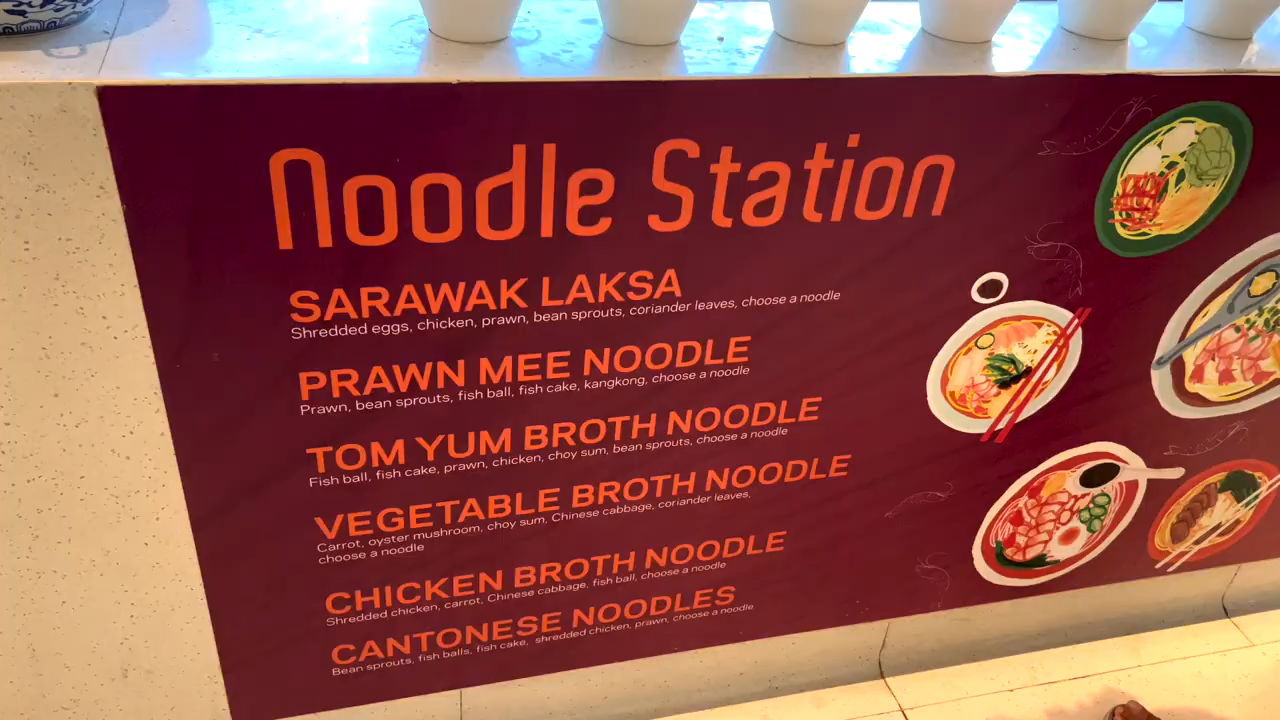 Noodle Station
SARAWAK LAKSA
Shredded eggs, chicken, prawn, bean sprouts, coriander leaves, choose a noodle
PRAWN MEE NOODLE
Prawn, bean sprouts, fish ball, fish cake, kangkong, choose a noodle
TOM YUM BROTH NOODLE
Fish ball, fish cake, prawn, chicken, choy sum, bean sprouts, choose a noodle
VEGETABLE BROTH NOODLE
Carrot, oyster mushroom, choy sum, Chinese cabbage, coriander leaves,
choose a noodle
CHICKEN BROTH NOODLE
Shredded chicken, carrot, Chinese cabbage, fish ball, choose a noodle
CANTONESE NOODLES
Bean sprouts, fish balls, fish cake, shredded chicken, prawn, choose a noodle